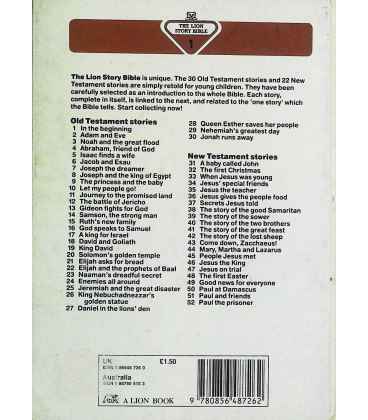 THE LION
STORY BIBLE
1
The Lion Story Bible is unique. The 30 Old Testament stories and 22 New
Testament stories are simply retold for young children. They have been
carefully selected as an introduction to the whole Bible. Each story,
complete in itself, is linked to the next, and related to the 'one story' which
the Bible tells. Start collecting now!
Old Testament stories
1 In the beginning
2 Adam and Eve
3 Noah and the great flood
4 Abraham, friend of God
5 Isaac finds a wife
6 Jacob and Esau
7 Joseph the dreamer
8 Joseph and the king of Egypt
9 The princess and the baby
10 Let my people go!
11 Journey to the promised land
12 The battle of Jericho
13 Gideon fights for God
14 Samson, the strong man
15 Ruth's new family
16 God speaks to Samuel
17 A king for Israel
18 David and Goliath
19 King David
20 Solomon's golden temple
21 Elijah asks for bread
22 Elijah and the prophets of Baal
23 Naaman's dreadful secret
24 Enemies all around
25 Jeremiah and the great disaster
26 King Nebuchadnezzar's
golden statue
27 Daniel in the lions' den
28 Queen Esther saves her people
29 Nehemiah's greatest day
30 Jonah runs away
New Testament stories
31 A baby called John
32 The first Christmas
33 When Jesus was young
34 Jesus' special friends
35 Jesus the teacher
36 Jesus gives the people food
37 Secrets Jesus told
38 The story of the good Samaritan
39 The story of the sower
40 The story of the two brothers
41 The story of the great feast
42 The story of the lost sheep
43 Come down, Zacchaeus!
44 Mary, Martha and Lazarus
45 People Jesus met
46 Jesus the King
47 Jesus on trial
48 The first Easter
49 Good news for everyone
50 Paul at Damascus
51 Paul and friends
52 Paul the prisoner
UK £1.50
Australia
A LION BOOK
9 780856 487262